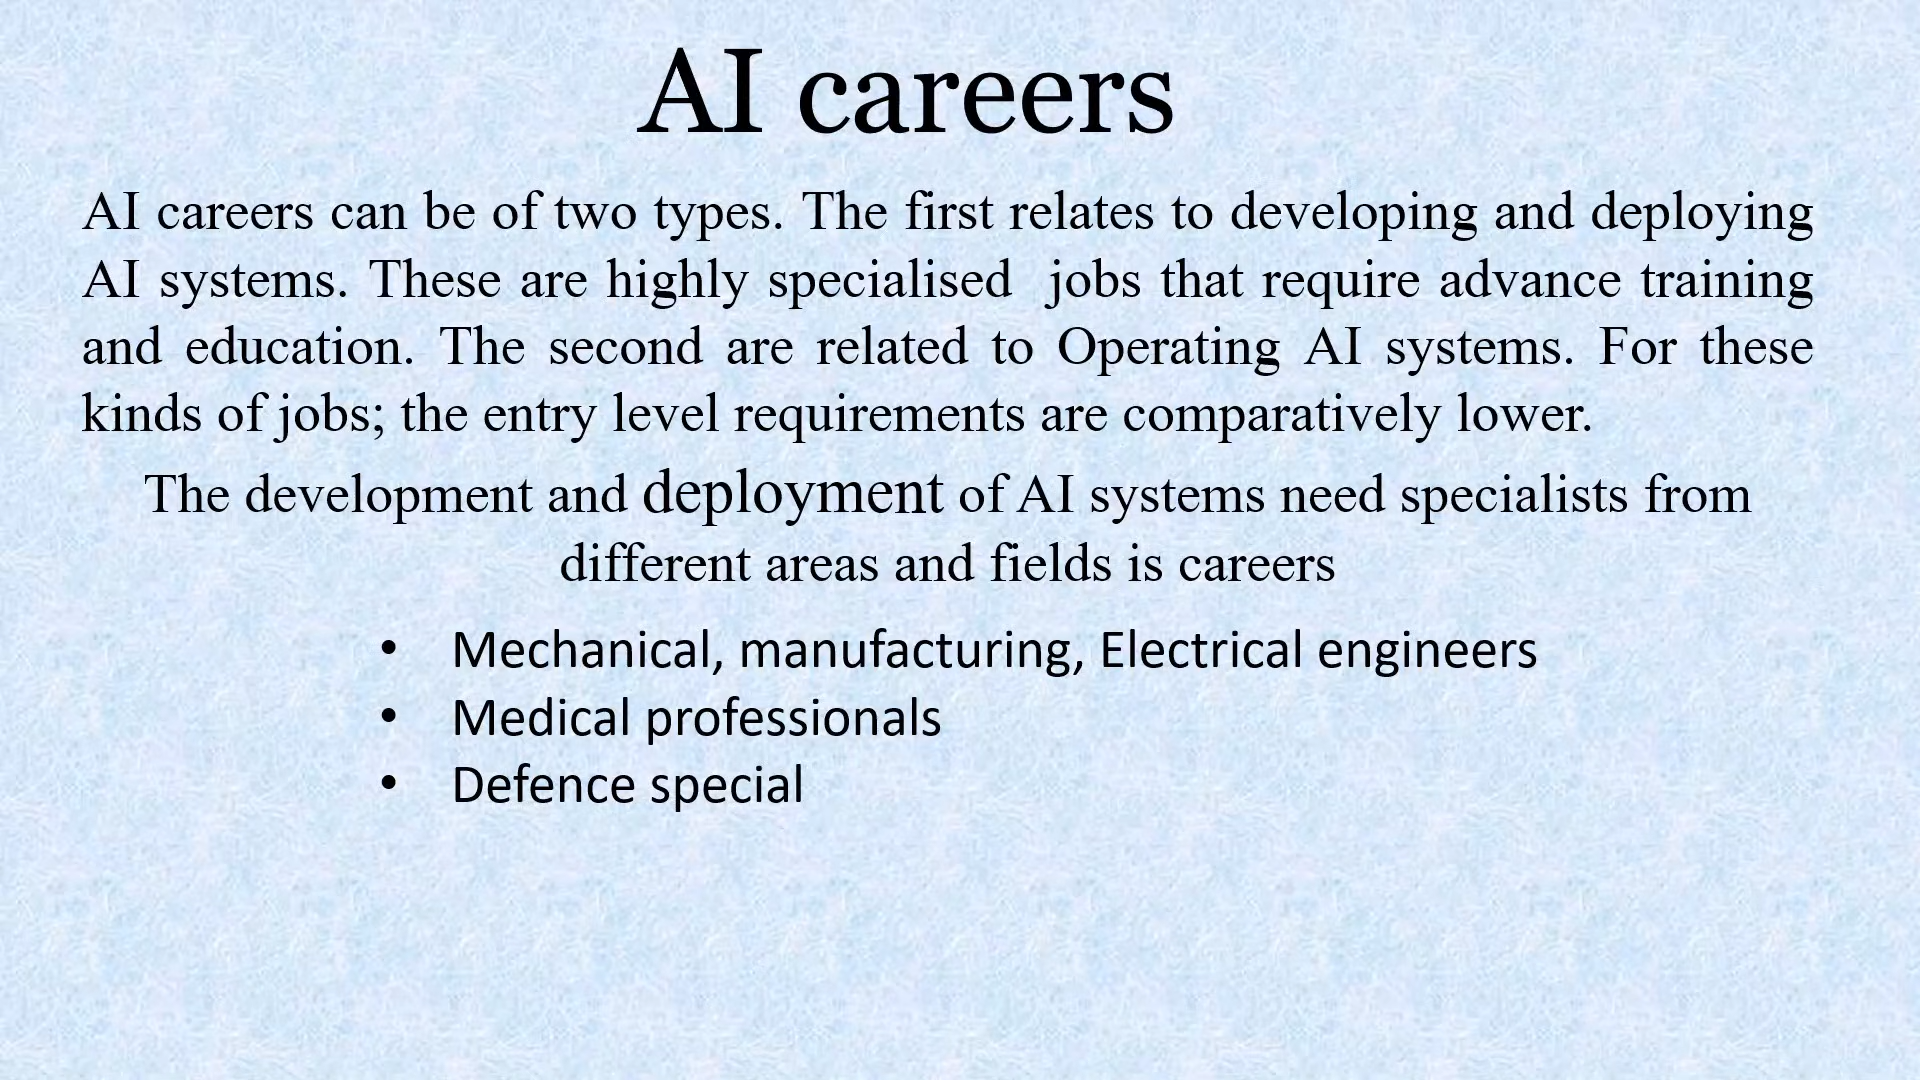 AI careers
AI careers can be of two types. The first relates to developing and deploying
AI systems. These are highly specialised  jobs that require advance training
and education. The second are related to Operating AI systems. For these
kinds of jobs; the entry level requirements are comparatively lower.
The development and deployment of AI systems need specialists from
different areas and fields is careers
• Mechanical, manufacturing, Electrical engineers
• Medical professionals
• Defence special